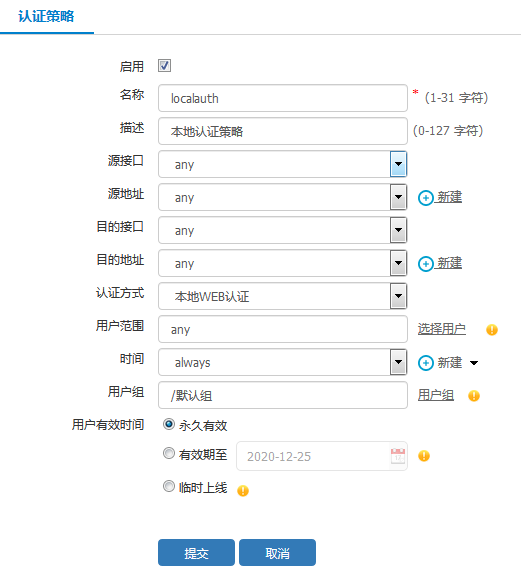 认证策略
启用
名称 localauth * (1-31 字符)
描述 本地认证策略 (0-127 字符)
源接口 any
源地址 any 新建
目的接口 any
目的地址 any 新建
认证方式 本地WEB认证
用户范围 any 选择用户
时间 always 新建
用户组 /默认组 用户组
用户有效时间 永久有效
有效期至 2020-12-25
临时上线
提交 取消